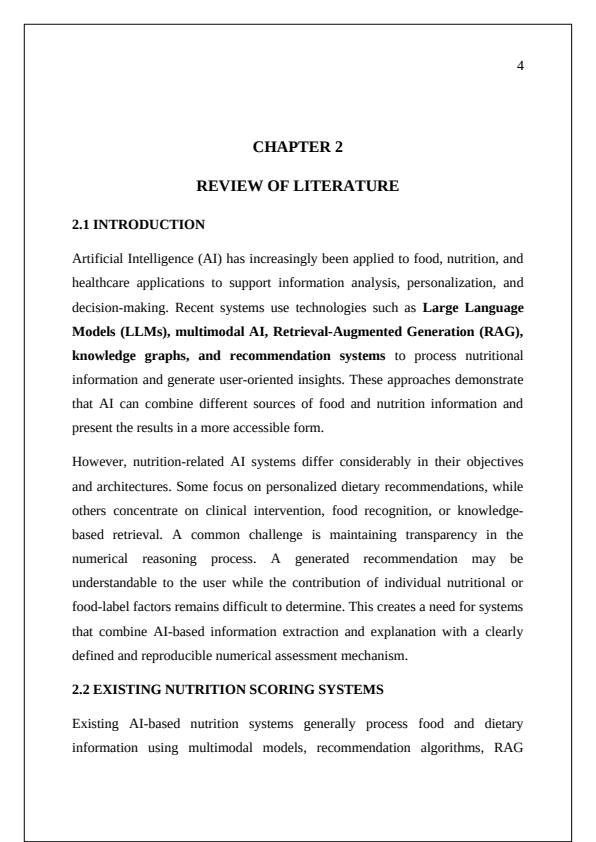 4
CHAPTER 2
REVIEW OF LITERATURE
2.1 INTRODUCTION
Artificial Intelligence (AI) has increasingly been applied to food, nutrition, and
healthcare applications to support information analysis, personalization, and
decision-making. Recent systems use technologies such as Large Language
Models (LLMs), multimodal AI, Retrieval-Augmented Generation (RAG),
knowledge graphs, and recommendation systems to process nutritional
information and generate user-oriented insights. These approaches demonstrate
that AI can combine different sources of food and nutrition information and
present the results in a more accessible form.
However, nutrition-related AI systems differ considerably in their objectives
and architectures. Some focus on personalized dietary recommendations, while
others concentrate on clinical intervention, food recognition, or knowledge-
based retrieval. A common challenge is maintaining transparency in the
numerical reasoning process. A generated recommendation may be
understandable to the user while the contribution of individual nutritional or
food-label factors remains difficult to determine. This creates a need for systems
that combine AI-based information extraction and explanation with a clearly
defined and reproducible numerical assessment mechanism.
2.2 EXISTING NUTRITION SCORING SYSTEMS
Existing AI-based nutrition systems generally process food and dietary
information using multimodal models, recommendation algorithms, RAG